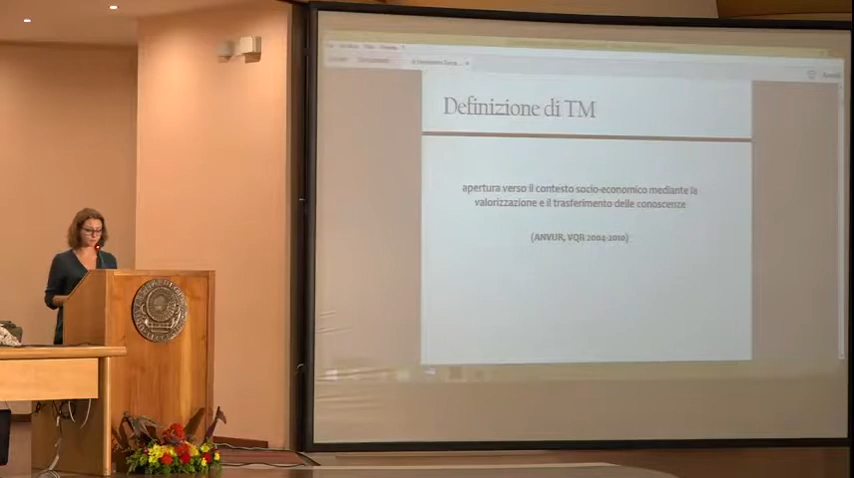 Definizione di TM
apertura verso il contesto socio-economico mediante la
valorizzazione e il trasferimento delle conoscenze
(ANVUR, VQR 2004-2010)